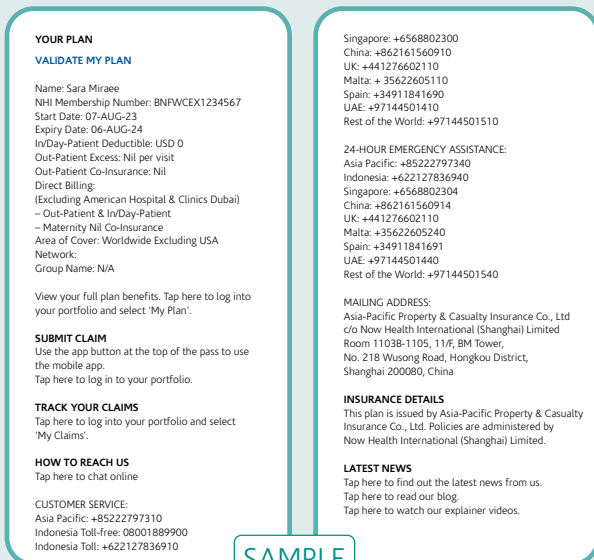 YOUR PLAN
VALIDATE MY PLAN
Name: Sara Miraee
NHI Membership Number: BNFWCEX1234567
Start Date: 07-AUG-23
Expiry Date: 06-AUG-24
In/Day-Patient Deductible: USD 0
Out-Patient Excess: Nil per visit
Out-Patient Co-Insurance: Nil
Direct Billing:
(Excluding American Hospital & Clinics Dubai)
– Out-Patient & In/Day-Patient
– Maternity Nil Co-Insurance
Area of Cover: Worldwide Excluding USA
Network:
Group Name: N/A
View your full plan benefits. Tap here to log into
your portfolio and select 'My Plan'.
SUBMIT CLAIM
Use the app button at the top of the pass to use
the mobile app.
Tap here to log in to your portfolio.
TRACK YOUR CLAIMS
Tap here to log into your portfolio and select
'My Claims'.
HOW TO REACH US
Tap here to chat online
CUSTOMER SERVICE:
Asia Pacific: +85222797310
Indonesia Toll-free: 08001889900
Indonesia Toll: +622127836910
Singapore: +6568802300
China: +862161560910
UK: +441276602110
Malta: + 35622605110
Spain: +34911841690
UAE: +97144501410
Rest of the World: +97144501510
24-HOUR EMERGENCY ASSISTANCE:
Asia Pacific: +85222797340
Indonesia: +622127836940
Singapore: +6568802304
China: +862161560914
UK: +441276602110
Malta: +35622605240
Spain: +34911841691
UAE: +97144501440
Rest of the World: +97144501540
MAILING ADDRESS:
Asia-Pacific Property & Casualty Insurance Co., Ltd
c/o Now Health International (Shanghai) Limited
Room 1103B-1105, 11/F, BM Tower,
No. 218 Wusong Road, Hongkou District,
Shanghai 200080, China
INSURANCE DETAILS
This plan is issued by Asia-Pacific Property & Casualty
Insurance Co., Ltd. Policies are administered by
Now Health International (Shanghai) Limited.
LATEST NEWS
Tap here to find out the latest news from us.
Tap here to read our blog.
Tap here to watch our explainer videos.
SAMPLE